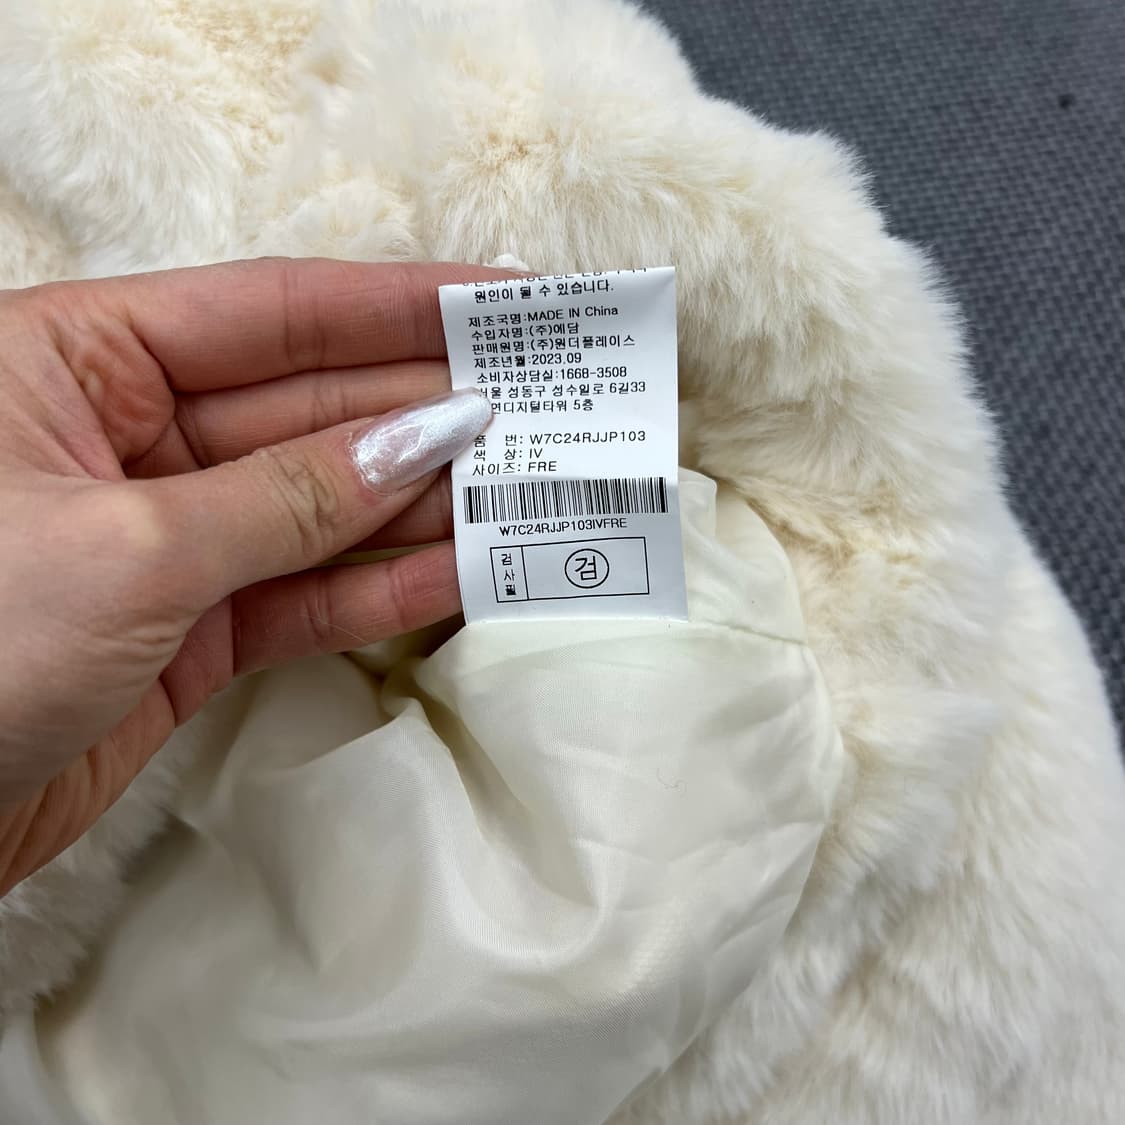 원인이 될 수 있습니다.
제조국명:MADE IN China
수입자명:(주)에담
판매원명:(주)원더플레이스
제조년월:2023.09
소비자상담실:1668-3508
서울 성동구 성수일로 6길33
연디지털타워 5층
품 번: W7C24RJJP103
색 상: IV
사이즈: FRE
W7C24RJJP103IVFRE
검사필
검